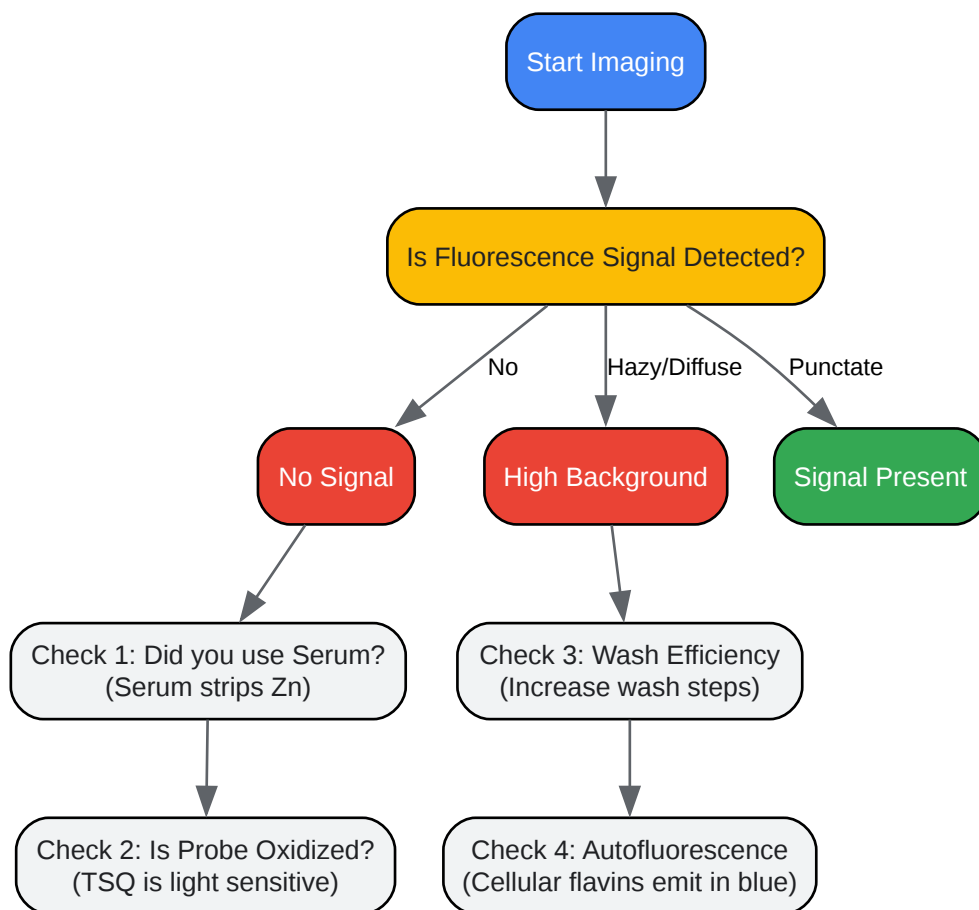 Start Imaging
Is Fluorescence Signal Detected?
No
Hazy/Diffuse
Punctate
No Signal
High Background
Signal Present
Check 1: Did you use Serum?
(Serum strips Zn)
Check 3: Wash Efficiency
(Increase wash steps)
Check 2: Is Probe Oxidized?
(TSQ is light sensitive)
Check 4: Autofluorescence
(Cellular flavins emit in blue)